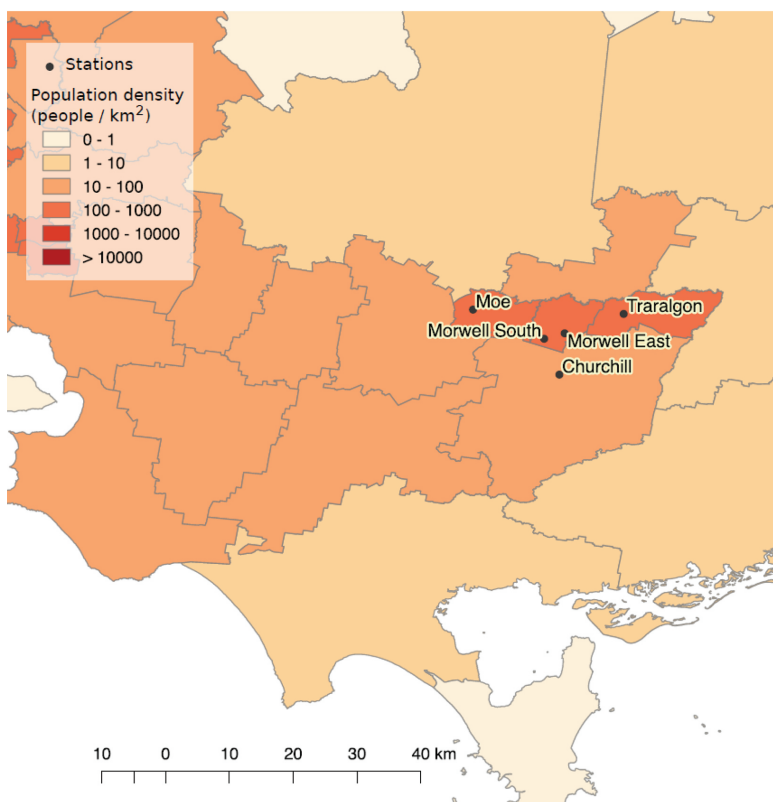 Stations
Population density
(people / km²)
0 - 1
1 - 10
10 - 100
100 - 1000
1000 - 10000
> 10000
Moe
Traralgon
Morwell South
Morwell East
Churchill
10 0 10 20 30 40 km